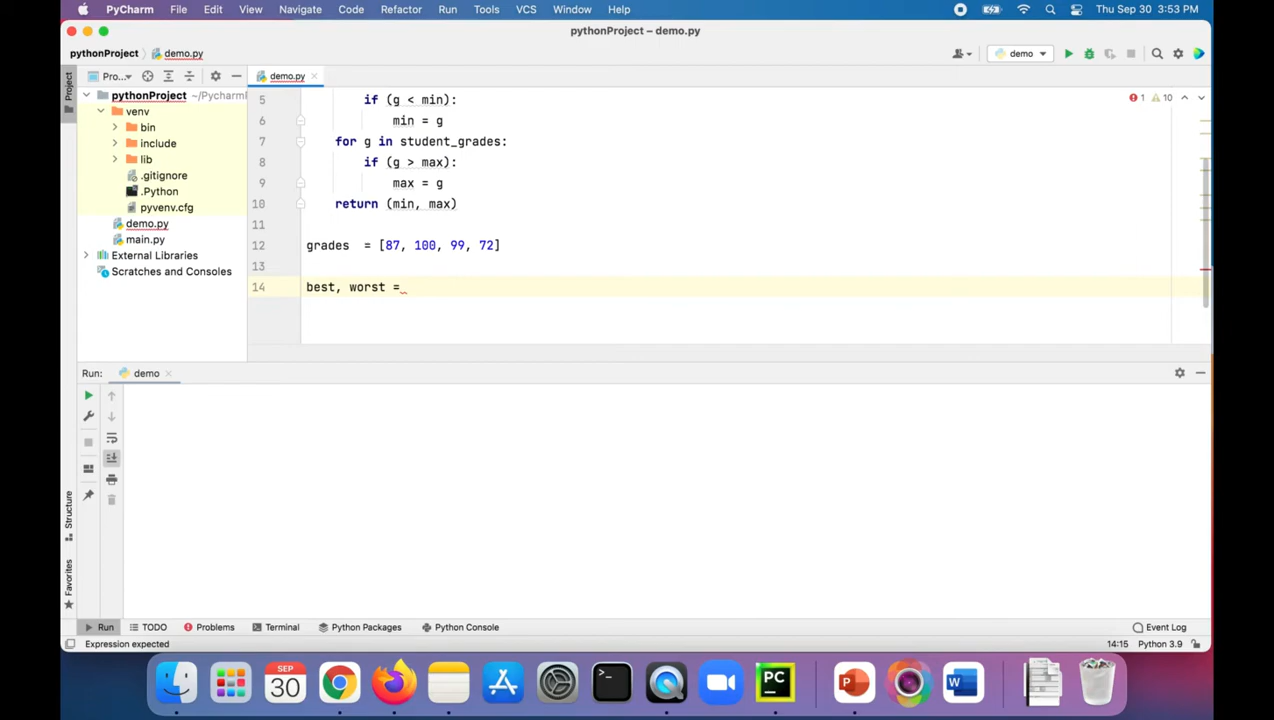 PyCharm File Edit View Navigate Code Refactor Run Tools VCS Window Help Thu Sep 30 3:53 PM
pythonProject – demo.py
pythonProject demo.py demo
Project Pro... demo.py
pythonProject ~/Pycharm
venv
bin
include
lib
.gitignore
.Python
pyvenv.cfg
demo.py
main.py
External Libraries
Scratches and Consoles
1 10
5 if (g < min):
6 min = g
7 for g in student_grades:
8 if (g > max):
9 max = g
10 return (min, max)
11
12 grades  = [87, 100, 99, 72]
13
14 best, worst =
Run: demo
Structure
Favorites
Run TODO Problems Terminal Python Packages Python Console Event Log
Expression expected 14:15 Python 3.9
SEP
30
>_
PC
P
W